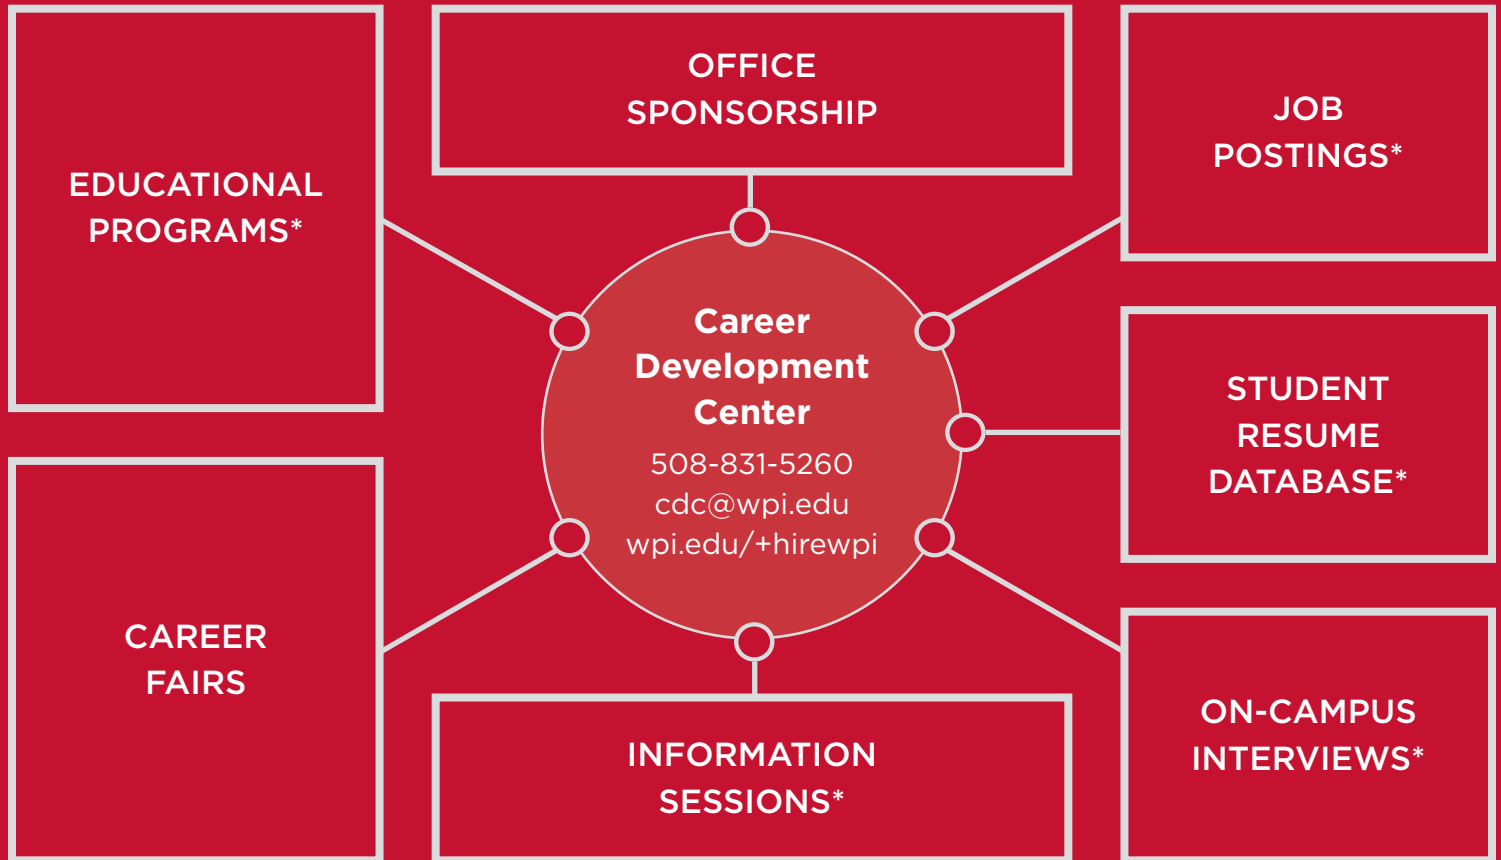 EDUCATIONAL
PROGRAMS*
OFFICE
SPONSORSHIP
JOB
POSTINGS*
Career
Development
Center
508-831-5260
cdc@wpi.edu
wpi.edu/+hirewpi
STUDENT
RESUME
DATABASE*
CAREER
FAIRS
INFORMATION
SESSIONS*
ON-CAMPUS
INTERVIEWS*